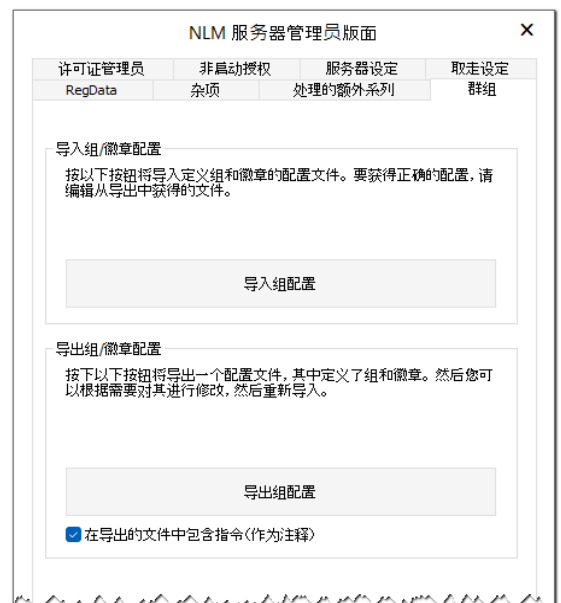 NLM 服务器管理员版面
许可证管理员 非启动授权 服务器设定 取走设定
RegData 杂项 处理的额外系列 群组
导入组/徽章配置
按以下按钮将导入定义组和徽章的配置文件。要获得正确的配置,请
编辑从导出中获得的文件。
导入组配置
导出组/徽章配置
按下以下按钮将导出一个配置文件,其中定义了组和徽章。然后您可
以根据需要对其进行修改,然后重新导入。
导出组配置
在导出的文件中包含指令(作为注释)